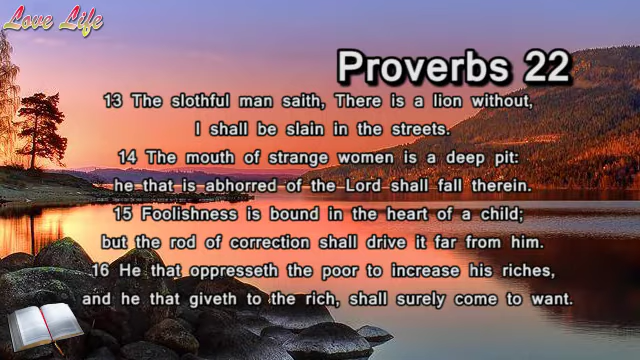 Love Life
Proverbs 22
13 The slothful man saith, There is a lion without,
I shall be slain in the streets.
14 The mouth of strange women is a deep pit:
he that is abhorred of the Lord shall fall therein.
15 Foolishness is bound in the heart of a child;
but the rod of correction shall drive it far from him.
16 He that oppresseth the poor to increase his riches,
and he that giveth to the rich, shall surely come to want.